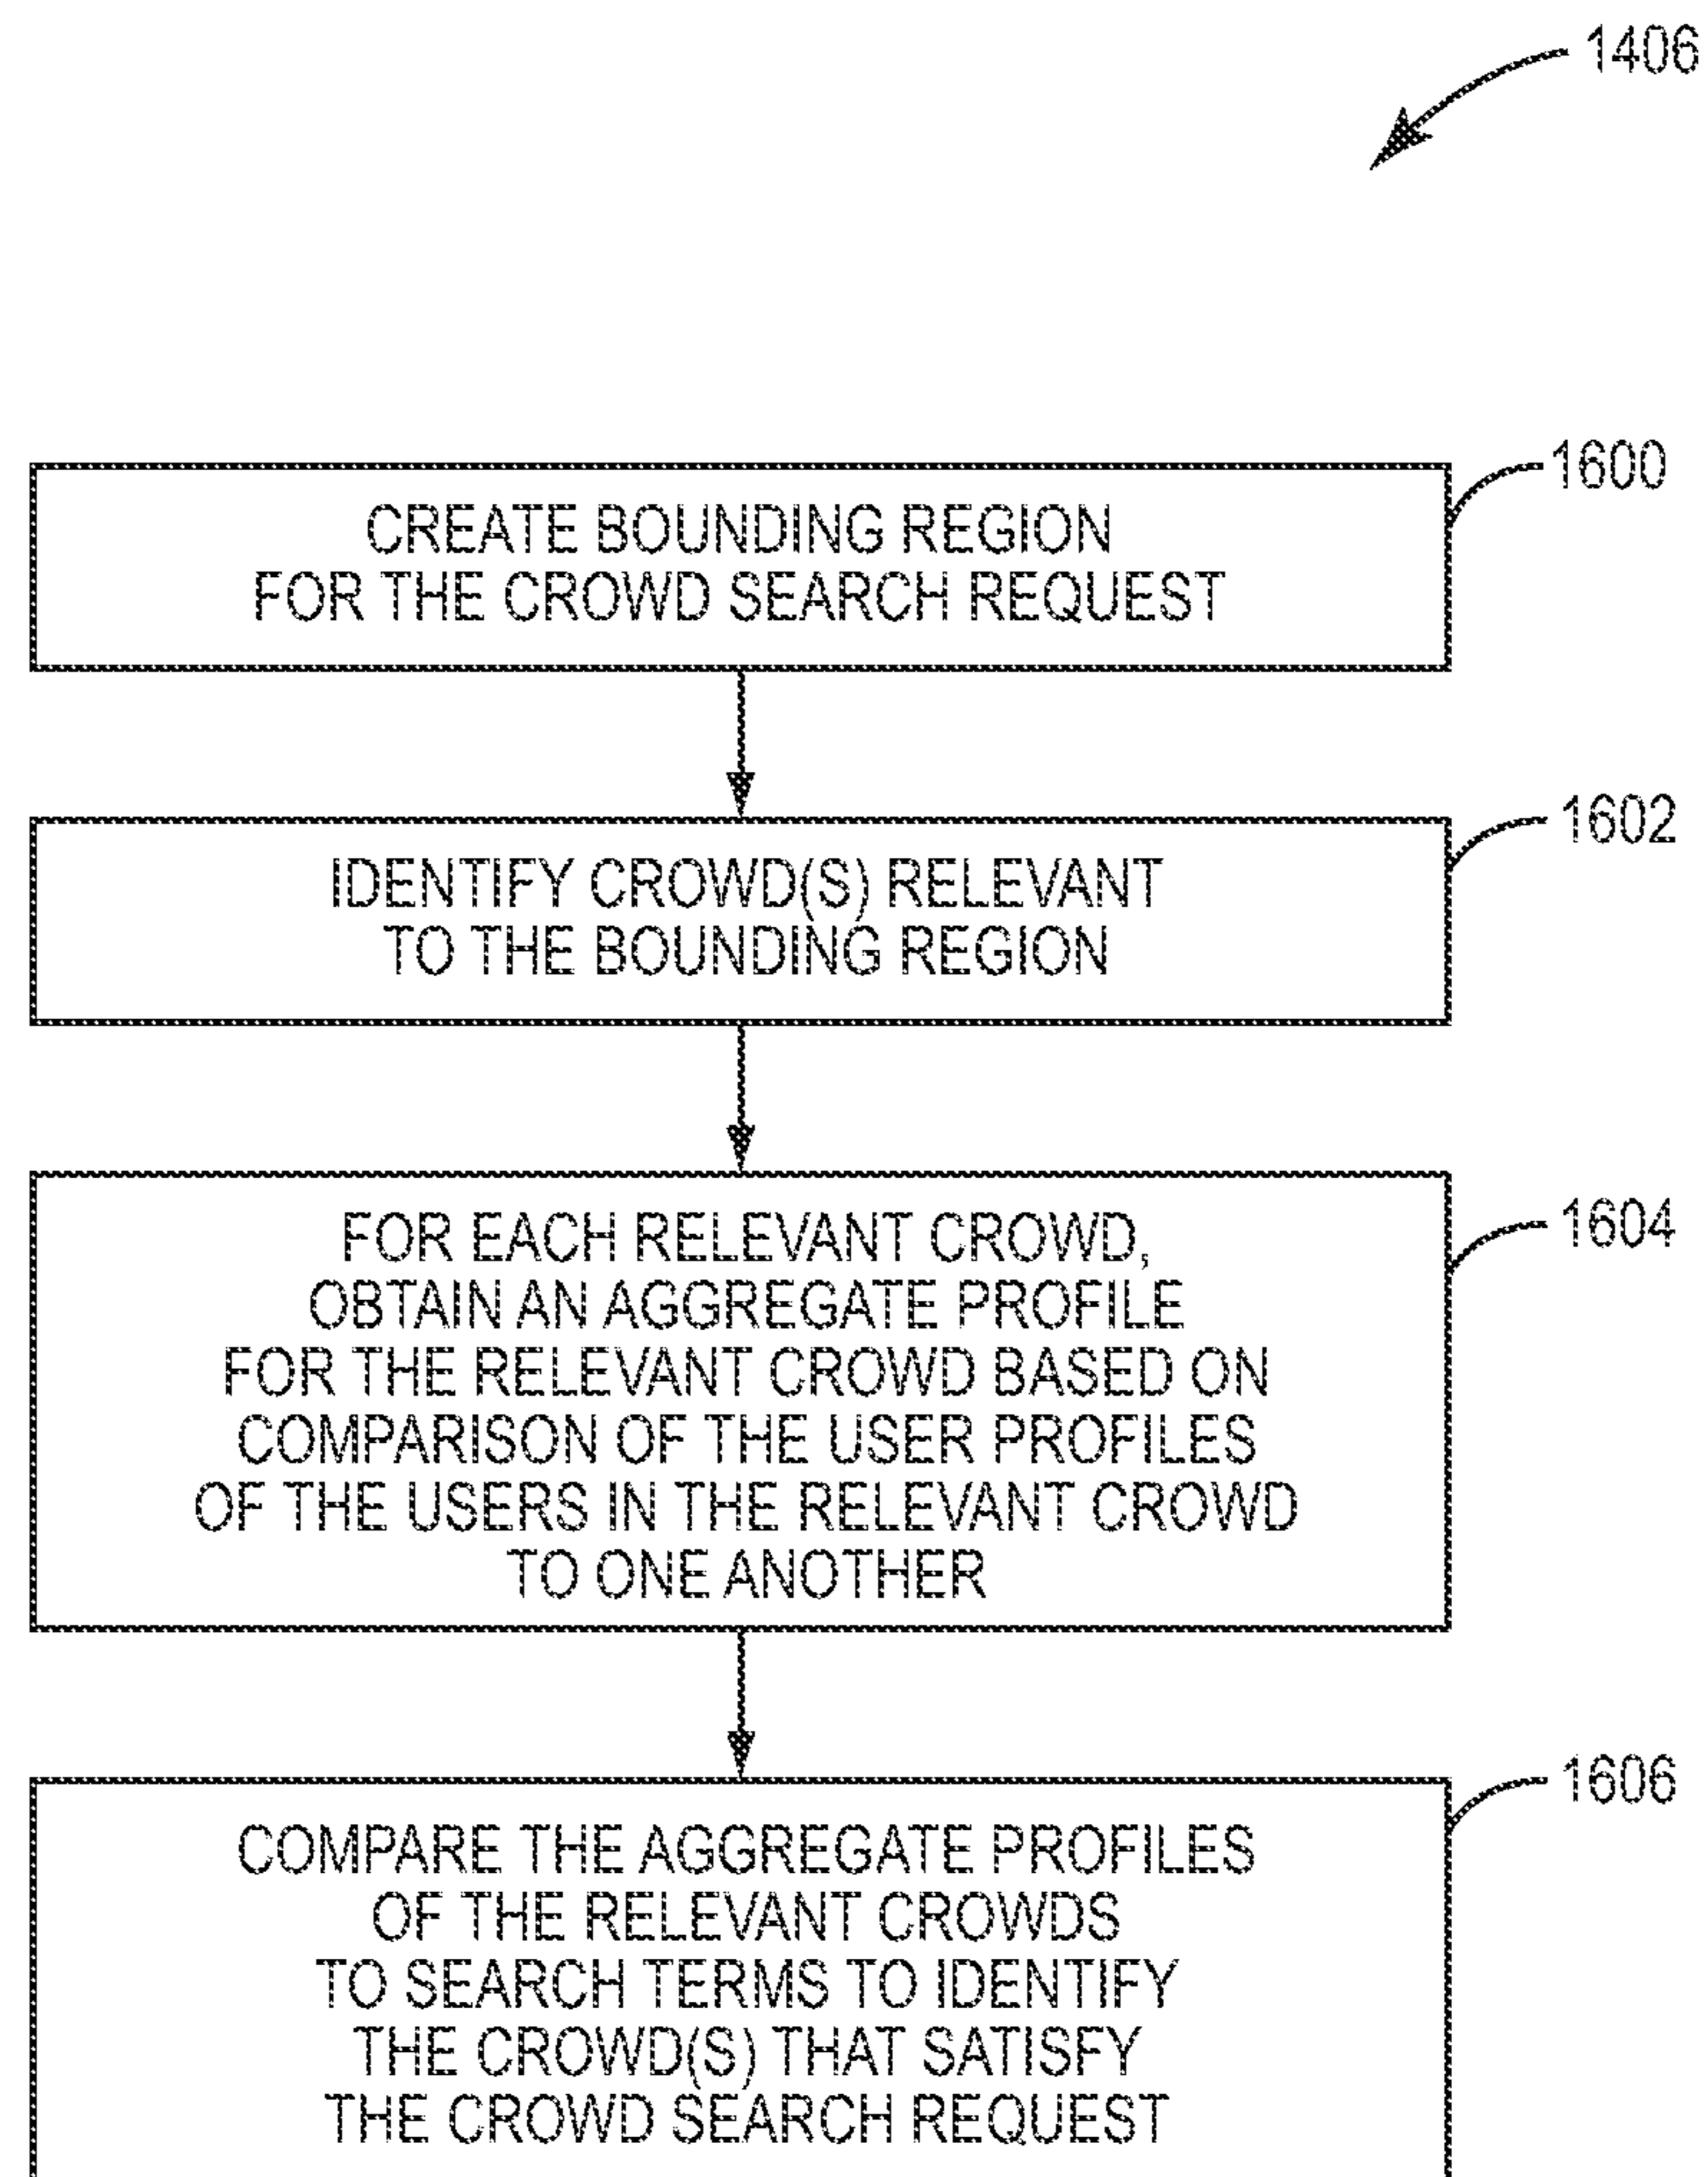 1406
1600
CREATE BOUNDING REGION
FOR THE CROWD SEARCH REQUEST
1602
IDENTIFY CROWD(S) RELEVANT
TO THE BOUNDING REGION
1604
FOR EACH RELEVANT CROWD,
OBTAIN AN AGGREGATE PROFILE
FOR THE RELEVANT CROWD BASED ON
COMPARISON OF THE USER PROFILES
OF THE USERS IN THE RELEVANT CROWD
TO ONE ANOTHER
1606
COMPARE THE AGGREGATE PROFILES
OF THE RELEVANT CROWDS
TO SEARCH TERMS TO IDENTIFY
THE CROWD(S) THAT SATISFY
THE CROWD SEARCH REQUEST